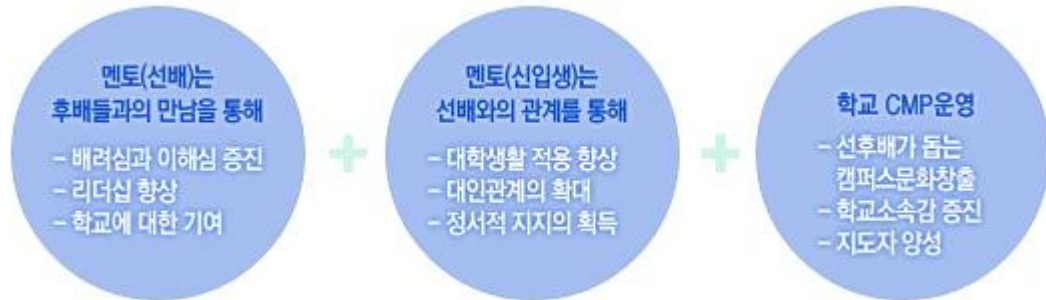 멘토(선배)는
후배들과의 만남을 통해
- 배려심과 이해심 증진
- 리더십 향상
- 학교에 대한 기여
멘토(신입생)는
선배와의 관계를 통해
- 대학생활 적용 향상
- 대인관계의 확대
- 정서적 지지의 획득
학교 CMP운영
- 선후배가 돕는
캠퍼스문화창출
- 학교소속감 증진
- 지도자 양성